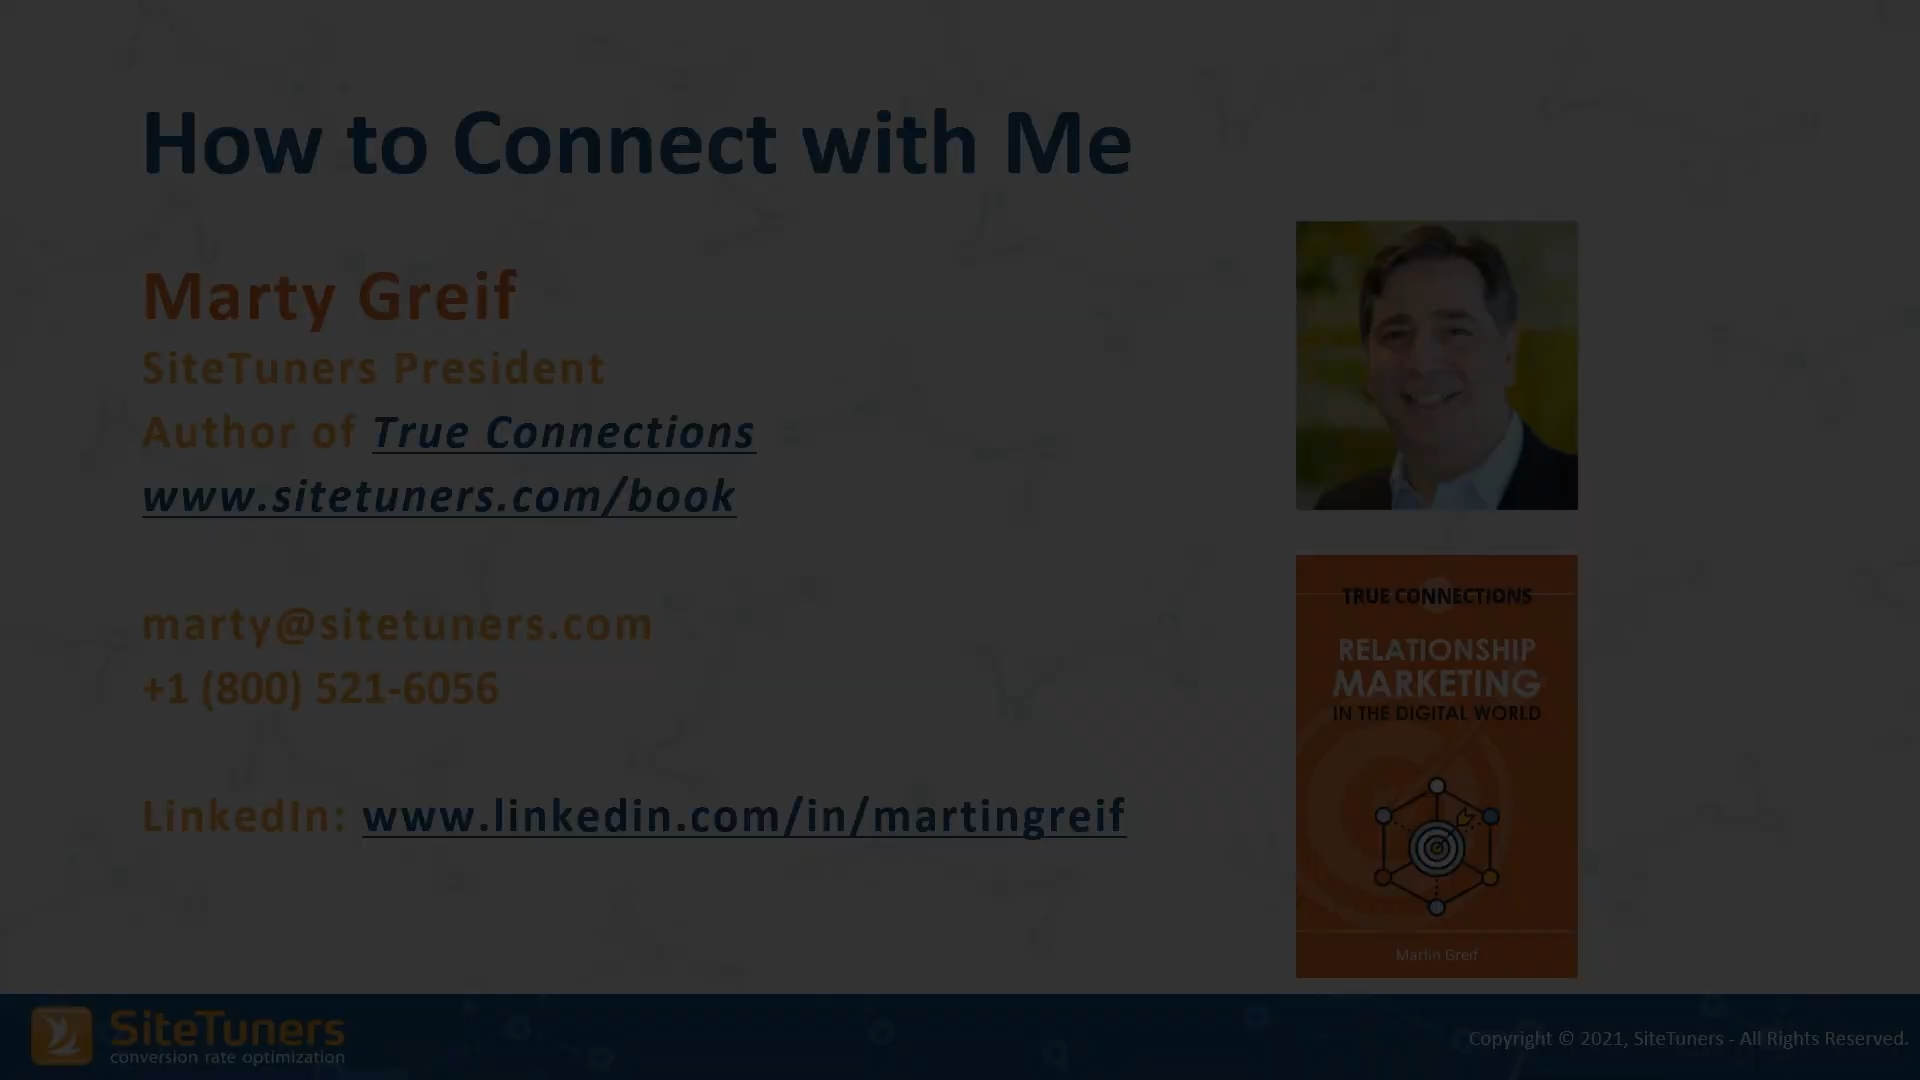 How to Connect with Me
Marty Greif
SiteTuners President
Author of True Connections
www.sitetuners.com/book
marty@sitetuners.com
+1 (800) 521-6056
LinkedIn: www.linkedin.com/in/martingreif
TRUE CONNECTIONS
RELATIONSHIP
MARKETING
IN THE DIGITAL WORLD
Martin Greif
SiteTuners
conversion rate optimization
Copyright © 2021, SiteTuners - All Rights Reserved.